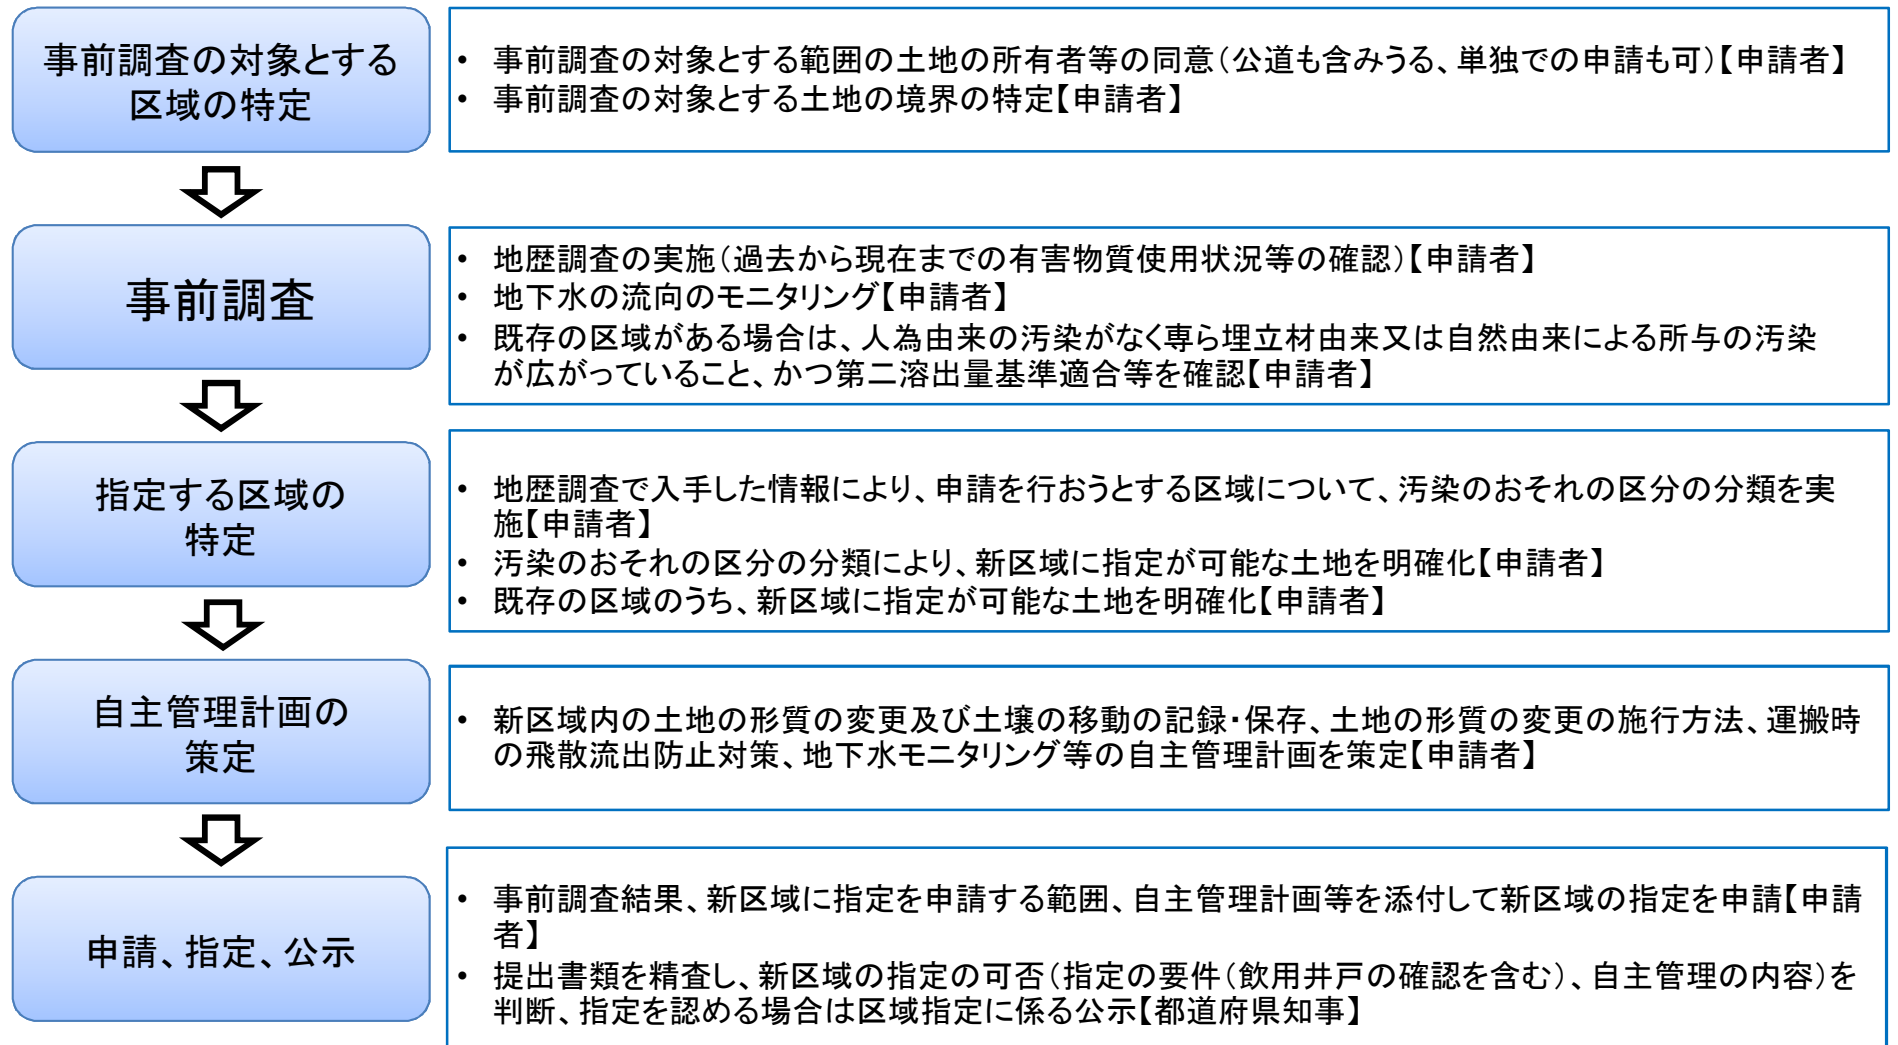 事前調査の対象とする
区域の特定
• 事前調査の対象とする範囲の土地の所有者等の同意（公道も含みうる、単独での申請も可）【申請者】
• 事前調査の対象とする土地の境界の特定【申請者】
事前調査
• 地歴調査の実施（過去から現在までの有害物質使用状況等の確認）【申請者】
• 地下水の流向のモニタリング【申請者】
• 既存の区域がある場合は、人為由来の汚染がなく専ら埋立材由来又は自然由来による所与の汚染
が広がっていること、かつ第二溶出量基準適合等を確認【申請者】
指定する区域の
特定
• 地歴調査で入手した情報により、申請を行おうとする区域について、汚染のおそれの区分の分類を実
施【申請者】
• 汚染のおそれの区分の分類により、新区域に指定が可能な土地を明確化【申請者】
• 既存の区域のうち、新区域に指定が可能な土地を明確化【申請者】
自主管理計画の
策定
• 新区域内の土地の形質の変更及び土壌の移動の記録・保存、土地の形質の変更の施行方法、運搬時
の飛散流出防止対策、地下水モニタリング等の自主管理計画を策定【申請者】
申請、指定、公示
• 事前調査結果、新区域に指定を申請する範囲、自主管理計画等を添付して新区域の指定を申請【申請
者】
• 提出書類を精査し、新区域の指定の可否（指定の要件（飲用井戸の確認を含む）、自主管理の内容）を
判断、指定を認める場合は区域指定に係る公示【都道府県知事】